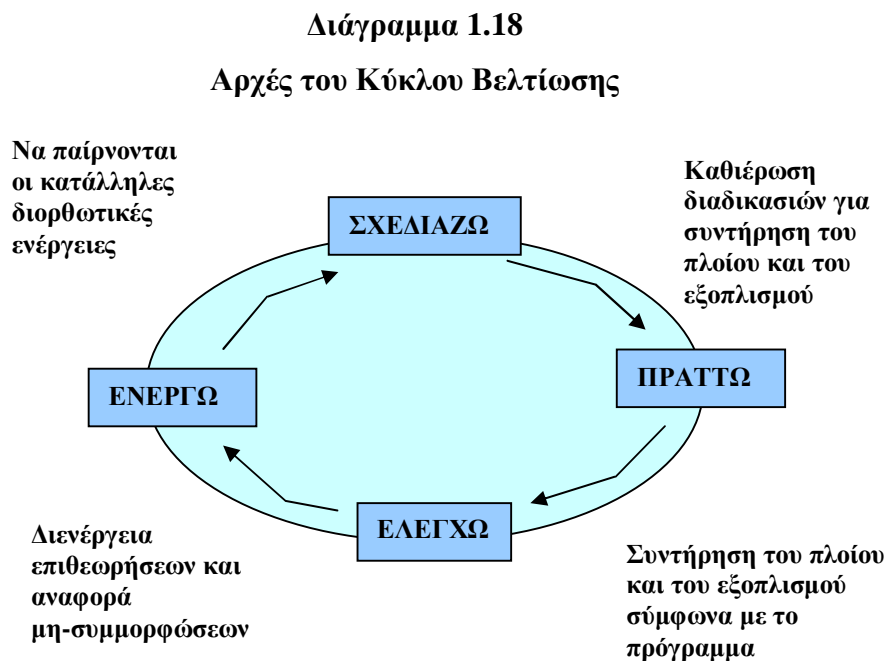 Διάγραμμα 1.18
Αρχές του Κύκλου Βελτίωσης
Να παίρνονται
οι κατάλληλες
διορθωτικές
ενέργειες
ΣΧΕΔΙΑΖΩ
Καθιέρωση
διαδικασιών για
συντήρηση του
πλοίου και του
εξοπλισμού
ΕΝΕΡΓΩ
ΠΡΑΤΤΩ
ΕΛΕΓΧΩ
Διενέργεια
επιθεωρήσεων και
αναφορά
μη-συμμορφώσεων
Συντήρηση του πλοίου
και του εξοπλισμού
σύμφωνα με το
πρόγραμμα